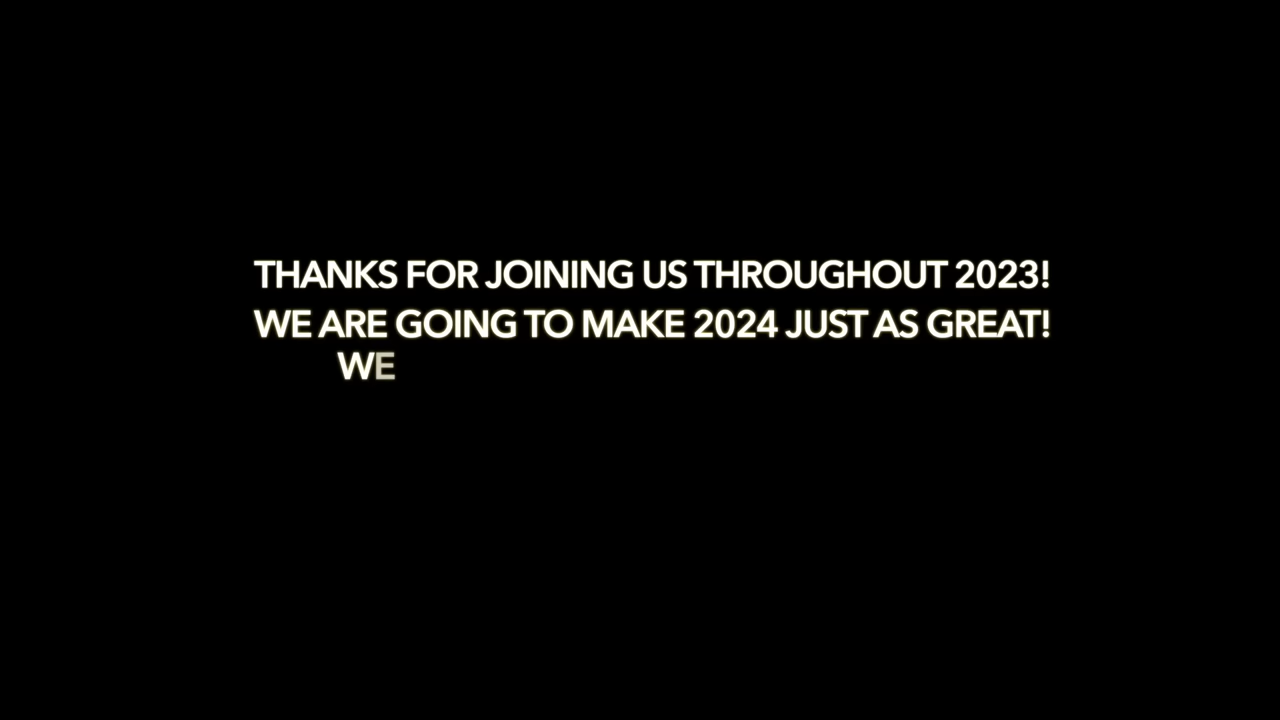 THANKS FOR JOINING US THROUGHOUT 2023!
WE ARE GOING TO MAKE 2024 JUST AS GREAT!
WE